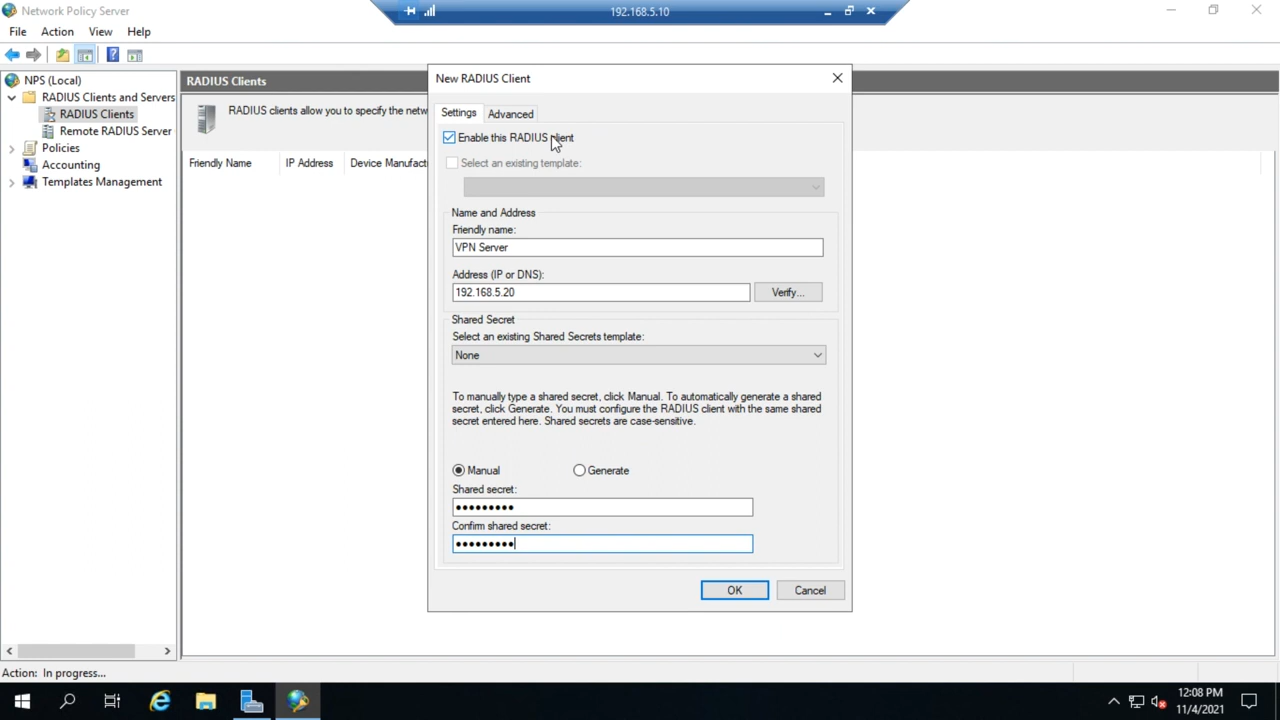 Network Policy Server
192.168.5.10
File Action View Help
NPS (Local)
RADIUS Clients and Servers
RADIUS Clients
Remote RADIUS Server
Policies
Accounting
Templates Management
RADIUS Clients
RADIUS clients allow you to specify the netw
Friendly Name IP Address Device Manufact
New RADIUS Client
Settings Advanced
Enable this RADIUS client
Select an existing template:
Name and Address
Friendly name:
VPN Server
Address (IP or DNS):
192.168.5.20
Verify...
Shared Secret
Select an existing Shared Secrets template:
None
To manually type a shared secret, click Manual. To automatically generate a shared
secret, click Generate. You must configure the RADIUS client with the same shared
secret entered here. Shared secrets are case-sensitive.
Manual Generate
Shared secret:
•••••••••
Confirm shared secret:
•••••••••
OK Cancel
Action: In progress...
12:08 PM
11/4/2021